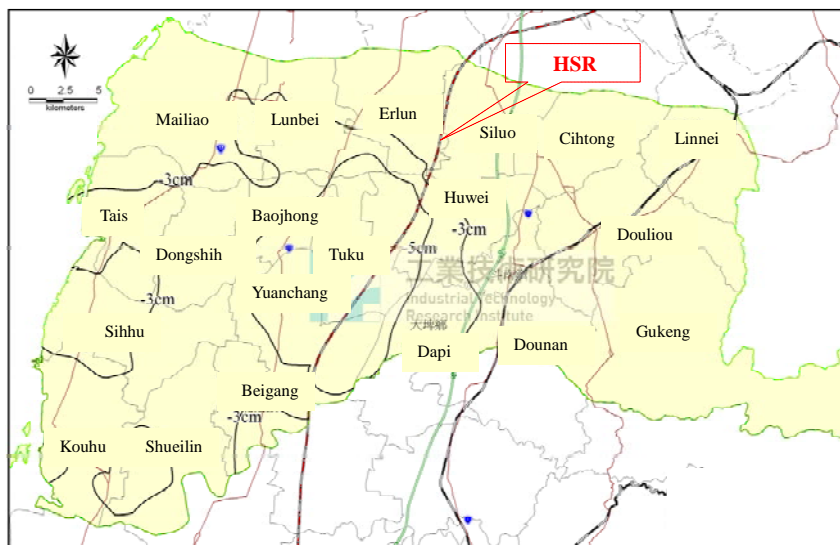 HSR
0 2.5 5
kilometers
Mailiao
Lunbei
Erlun
Siluo
Cihtong
Linnei
-3cm
Huwei
Tais
Baojhong
-3cm
Douliou
Dongshih
Tuku
-5cm
工業技術研究院
Industrial Technology
Research Institute
-3cm
Yuanchang
大埤鄉
Sihhu
Dapi
Dounan
Gukeng
Beigang
-3cm
Kouhu
Shueilin